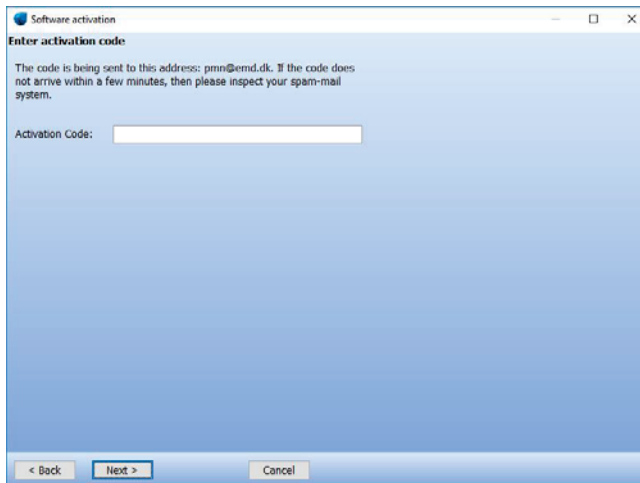 Software activation
Enter activation code
The code is being sent to this address: pmn@emd.dk. If the code does
not arrive within a few minutes, then please inspect your spam-mail
system.
Activation Code:
< Back
Next >
Cancel